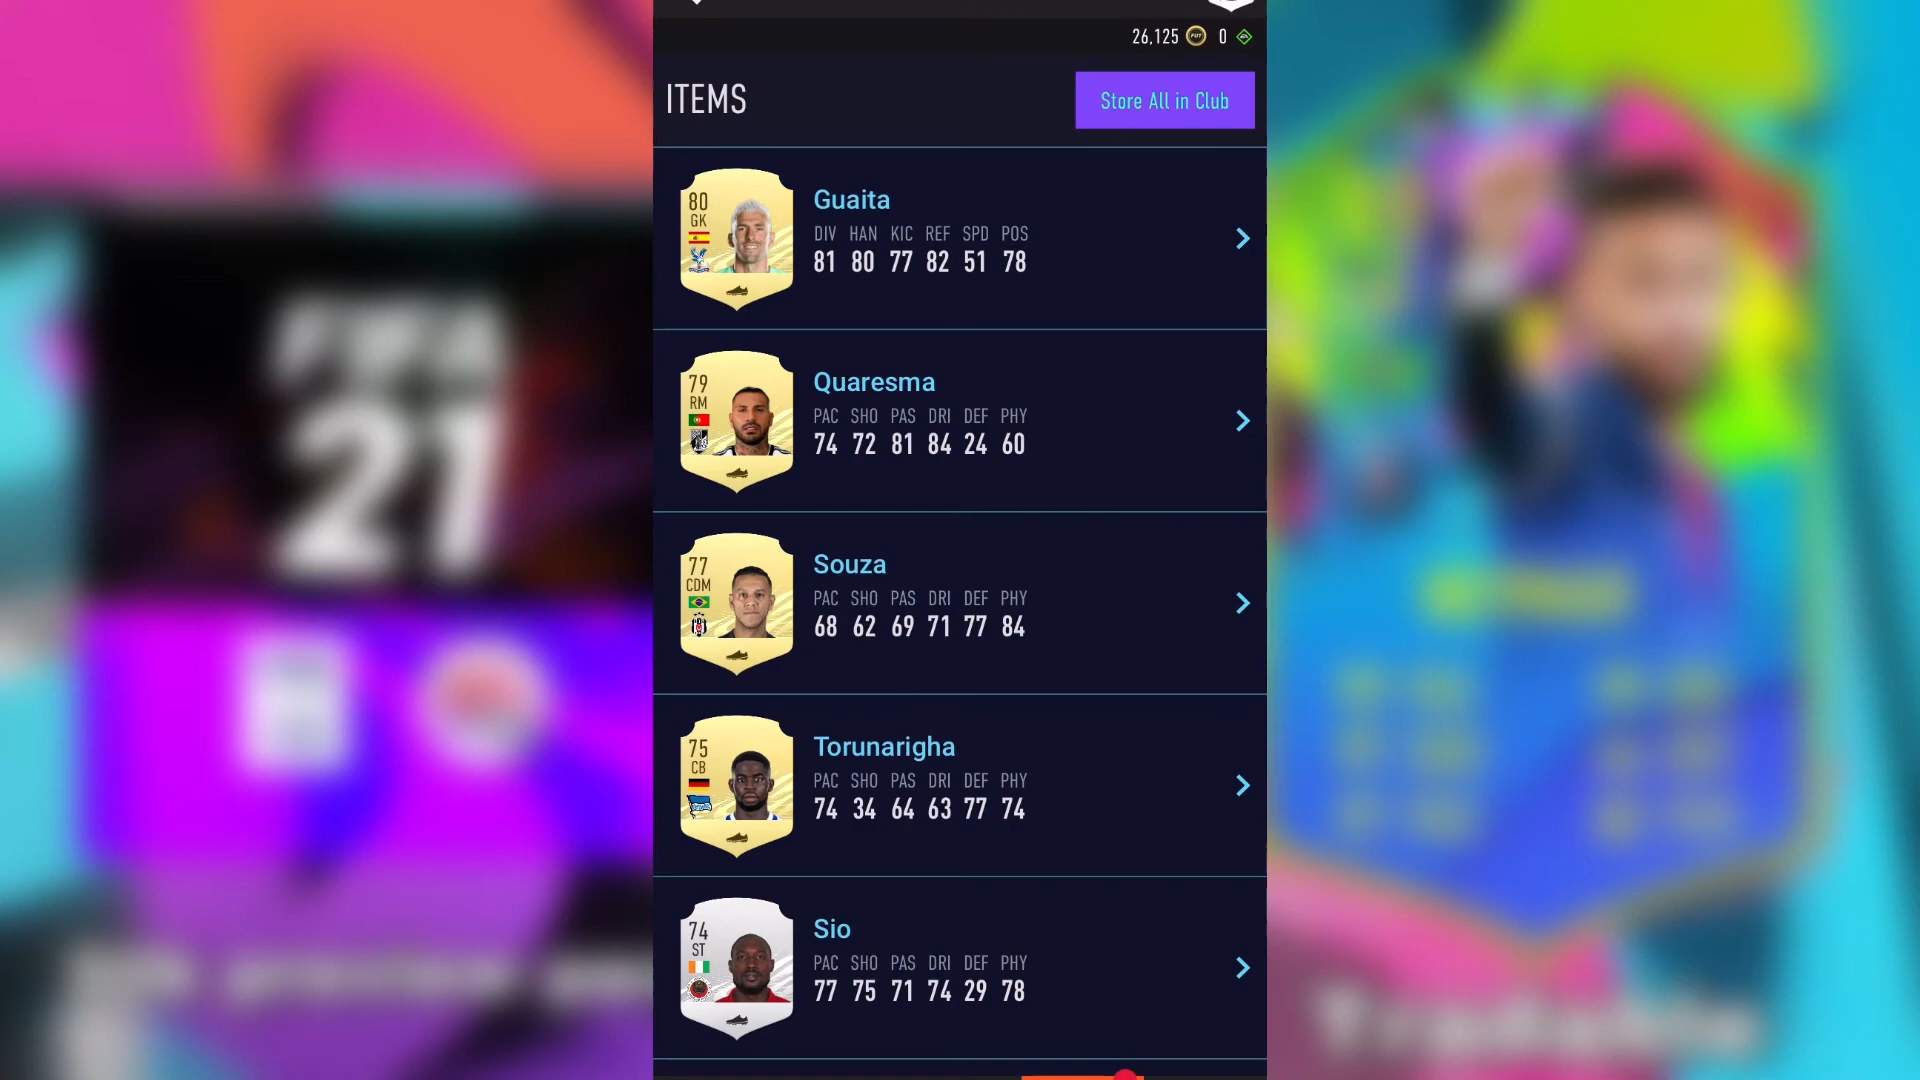 26,125 FUT 0
ITEMS
Store All in Club
80
GK
Guaita
DIV HAN KIC REF SPD POS
81 80 77 82 51 78
79
RM
Quaresma
PAC SHO PAS DRI DEF PHY
74 72 81 84 24 60
77
CDM
Souza
PAC SHO PAS DRI DEF PHY
68 62 69 71 77 84
75
CB
Torunarigha
PAC SHO PAS DRI DEF PHY
74 34 64 63 77 74
74
ST
Sio
PAC SHO PAS DRI DEF PHY
77 75 71 74 29 78
FIFA
21
Tradable